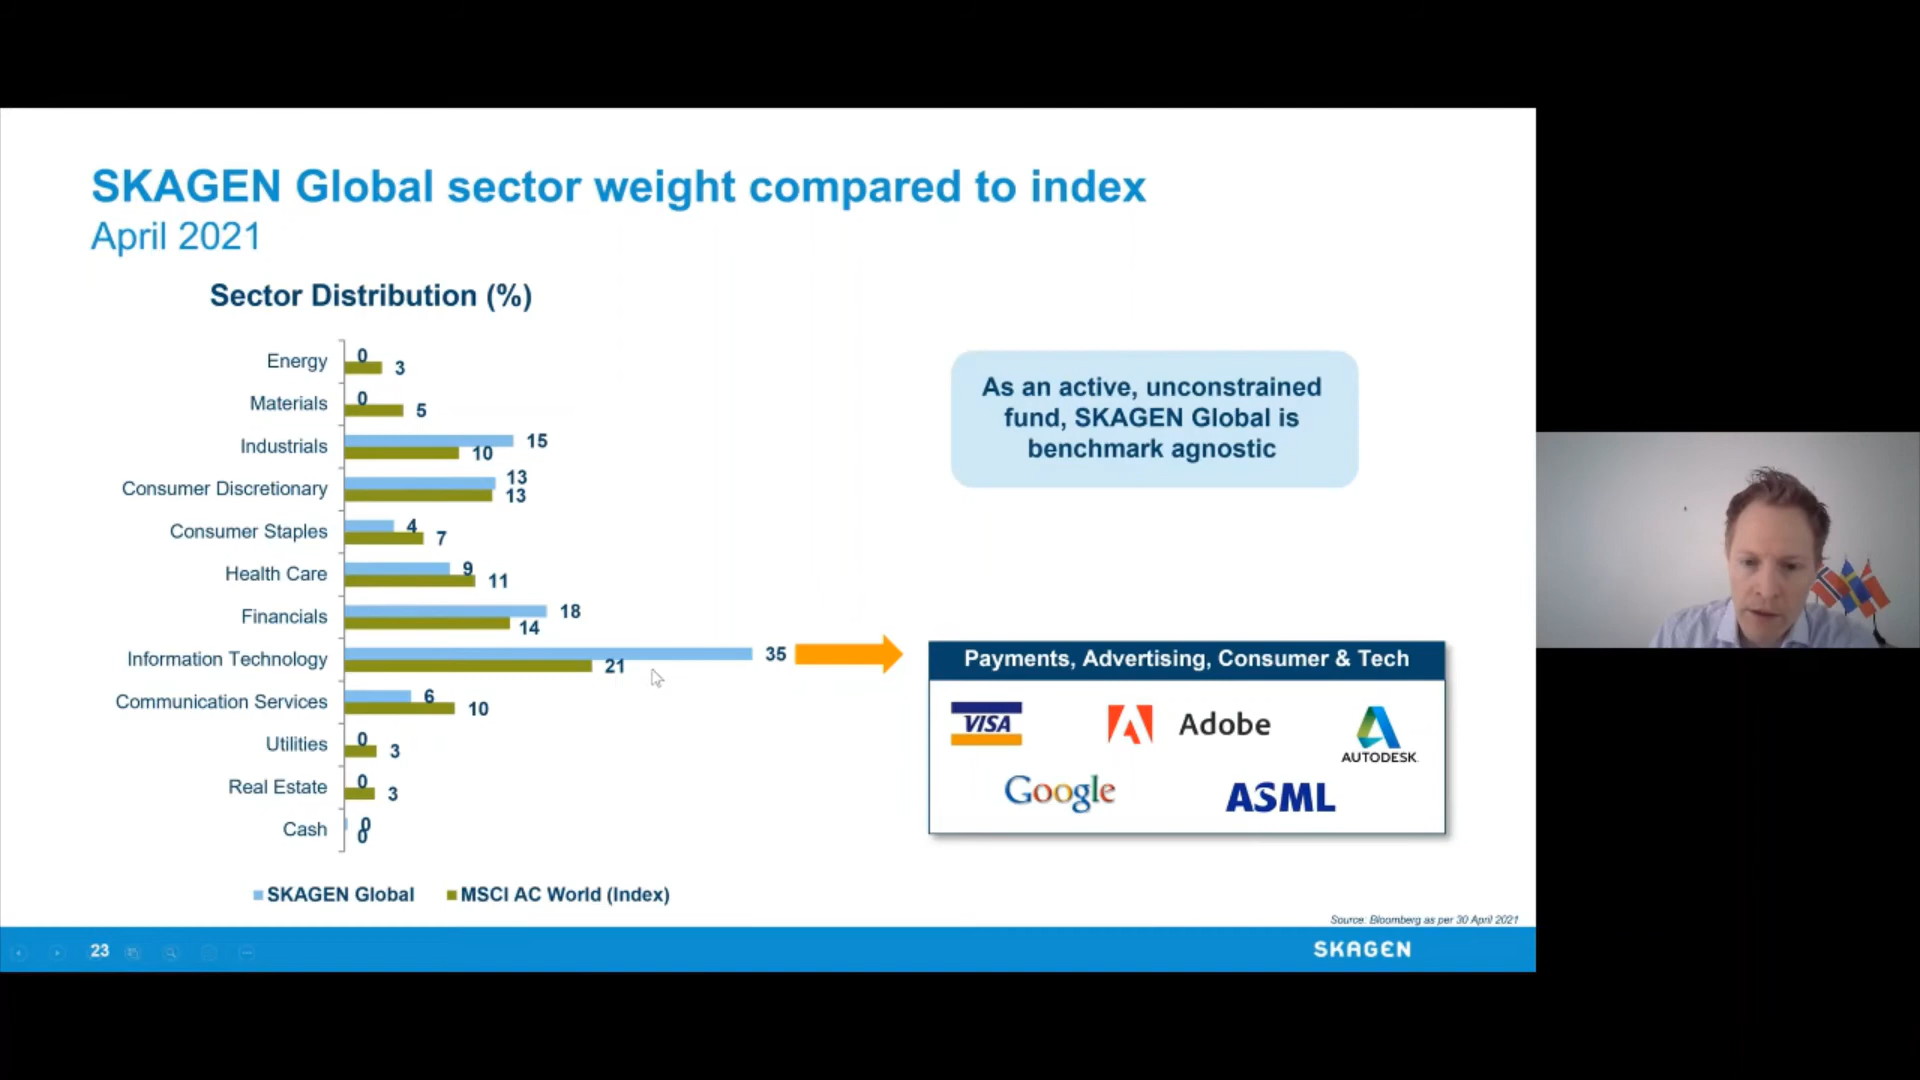 SKAGEN Global sector weight compared to index
April 2021
Sector Distribution (%)
Energy 0 3
Materials 0 5
Industrials 15 10
Consumer Discretionary 13 13
Consumer Staples 4 7
Health Care 9 11
Financials 18 14
Information Technology 35 21
Communication Services 6 10
Utilities 0 3
Real Estate 0 3
Cash 0 0
SKAGEN Global MSCI AC World (Index)
As an active, unconstrained
fund, SKAGEN Global is
benchmark agnostic
Payments, Advertising, Consumer & Tech
VISA Adobe AUTODESK
Google ASML
Source: Bloomberg as per 30 April 2021
23 SKAGEN